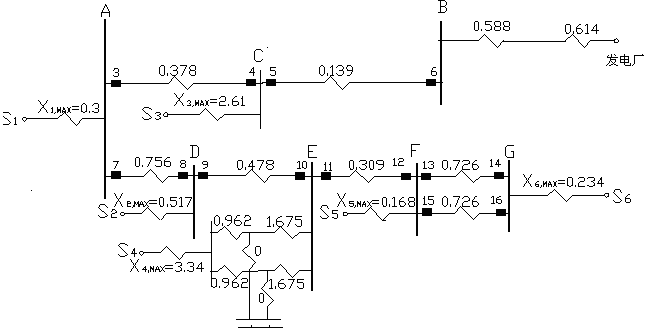 A
B
0.588
0.614
发电厂
C
3
0.378
4
5
0.139
6
X1,MAX=0.3
S1
X3,MAX=2.61
S3
7
0.756
8
D
9
0.478
10
E
11
0.309
12
F
13
0.726
14
G
X2,MAX=0.517
S2
X5,MAX=0.168
S5
15
0.726
16
X6,MAX=0.234
S6
0.962
1.675
S4
X4,MAX=3.34
0
0.962
1.675
0